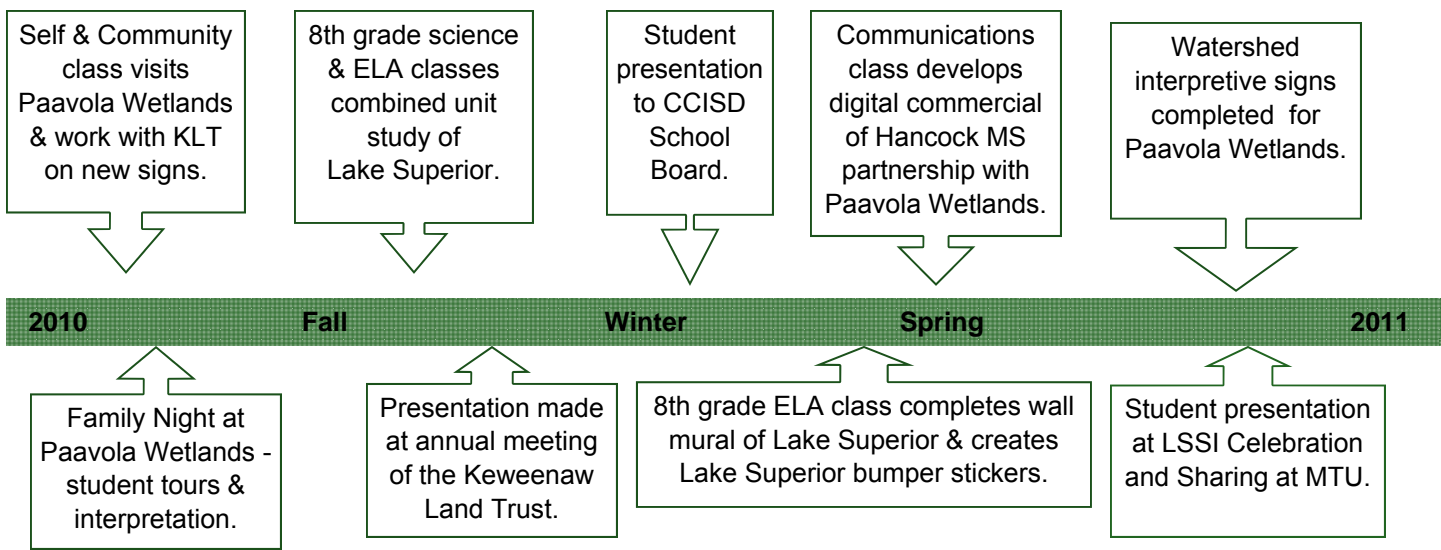 Self & Community
class visits
Paavola Wetlands
& work with KLT
on new signs.
8th grade science
& ELA classes
combined unit
study of
Lake Superior.
Student
presentation
to CCISD
School
Board.
Communications
class develops
digital commercial
of Hancock MS
partnership with
Paavola Wetlands.
Watershed
interpretive signs
completed for
Paavola Wetlands.
2010 Fall Winter Spring 2011
Family Night at
Paavola Wetlands -
student tours &
interpretation.
Presentation made
at annual meeting
of the Keweenaw
Land Trust.
8th grade ELA class completes wall
mural of Lake Superior & creates
Lake Superior bumper stickers.
Student presentation
at LSSI Celebration
and Sharing at MTU.